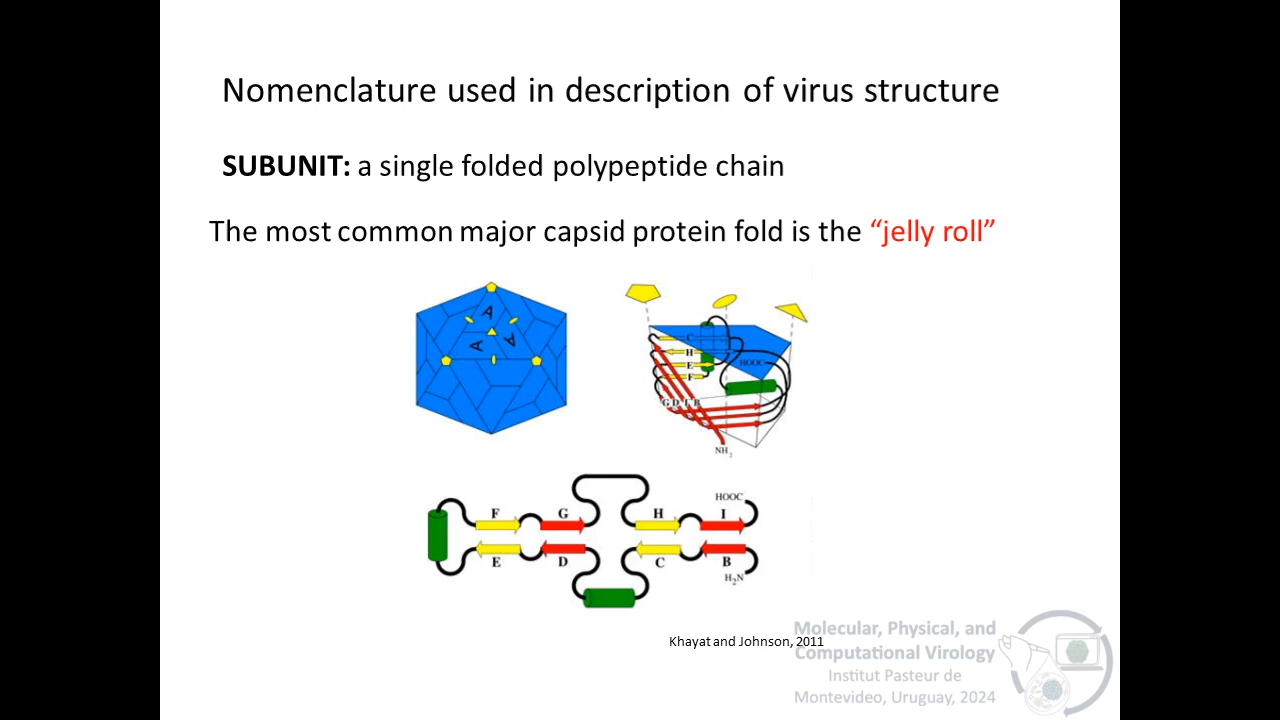 Nomenclature used in description of virus structure
SUBUNIT: a single folded polypeptide chain
The most common major capsid protein fold is the “jelly roll”
A
A A
C
H
E
F
HOOC
G D I B
NH2
HOOC
F G H I
E D C B
H2N
Khayat and Johnson, 2011
Molecular, Physical, and
Computational Virology
Institut Pasteur de
Montevideo, Uruguay, 2024